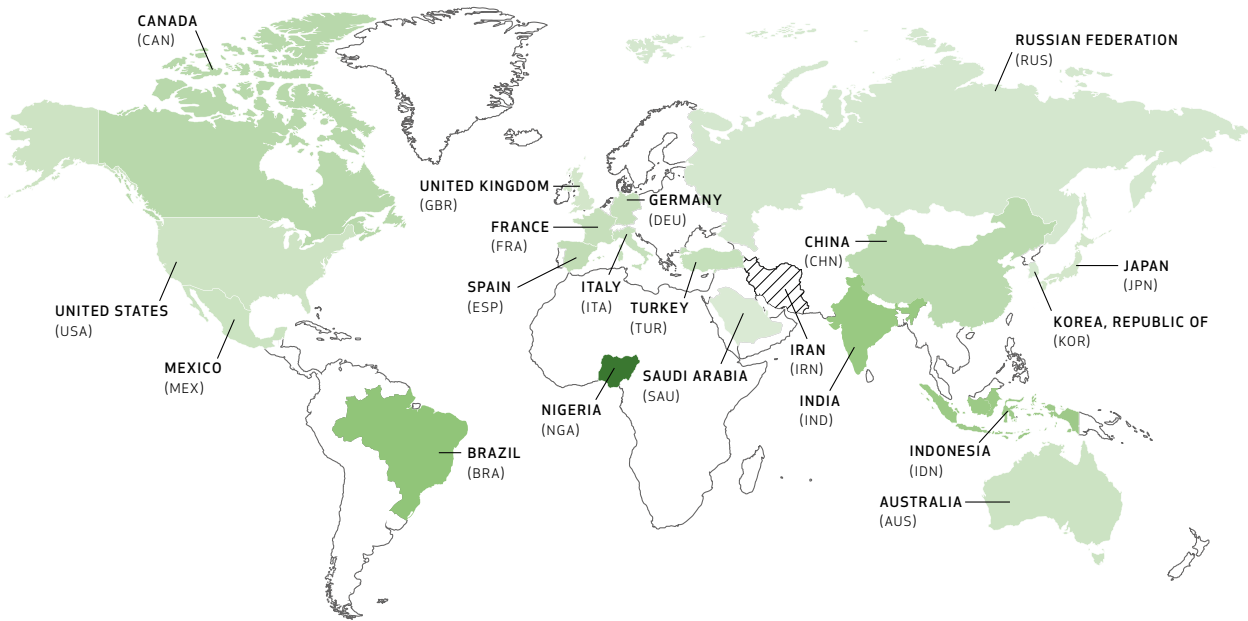 CANADA
(CAN)
RUSSIAN FEDERATION
(RUS)
UNITED KINGDOM
(GBR)
GERMANY
(DEU)
FRANCE
(FRA)
CHINA
(CHN)
JAPAN
(JPN)
SPAIN
(ESP)
ITALY
(ITA)
TURKEY
(TUR)
UNITED STATES
(USA)
KOREA, REPUBLIC OF
(KOR)
IRAN
(IRN)
MEXICO
(MEX)
SAUDI ARABIA
(SAU)
INDIA
(IND)
NIGERIA
(NGA)
BRAZIL
(BRA)
INDONESIA
(IDN)
AUSTRALIA
(AUS)